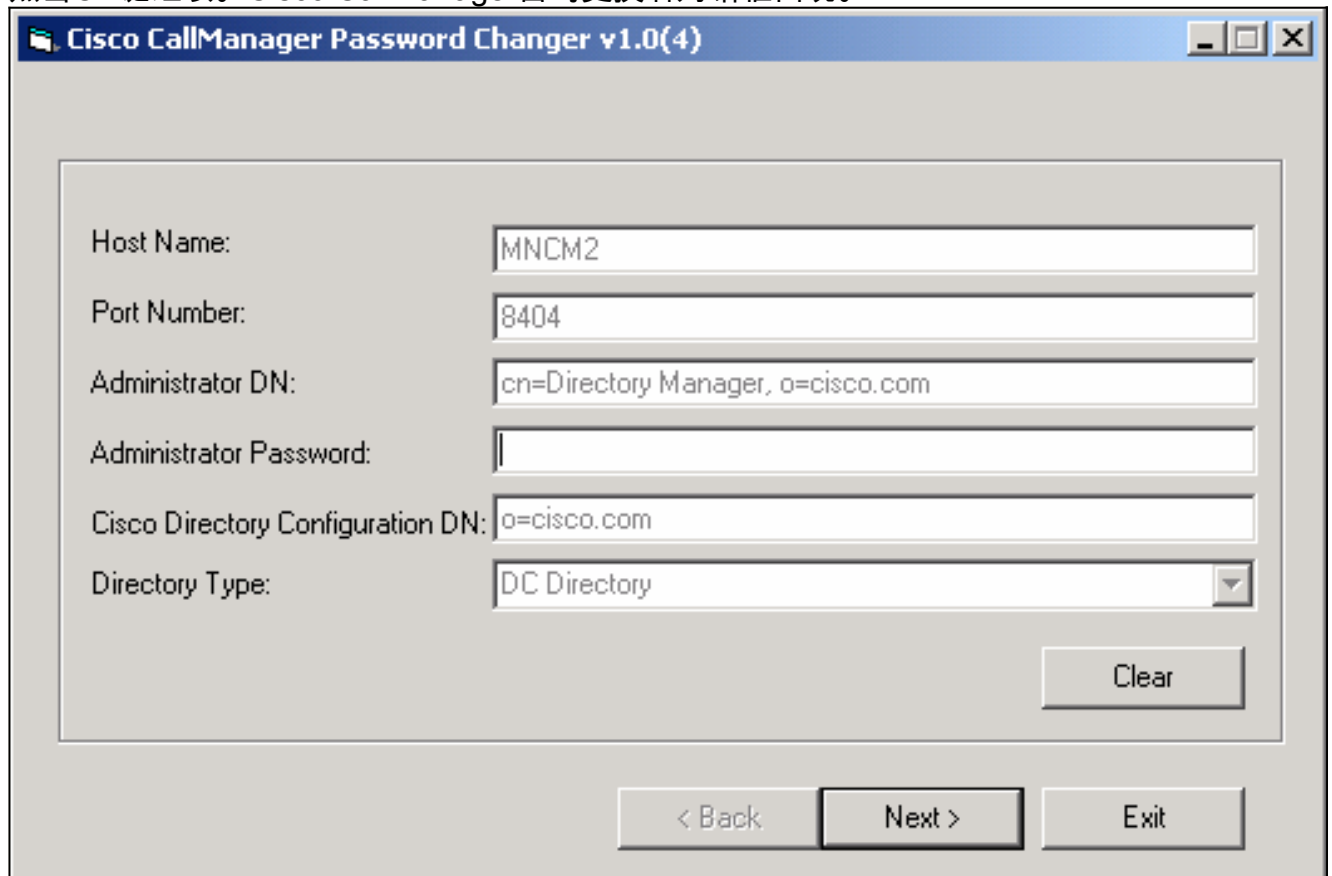 Cisco CallManager Password Changer v1.0(4)
Host Name:
MNCM2
Port Number:
8404
Administrator DN:
cn=Directory Manager, o=cisco.com
Administrator Password:
Cisco Directory Configuration DN:
o=cisco.com
Directory Type:
DC Directory
Clear
< Back
Next >
Exit